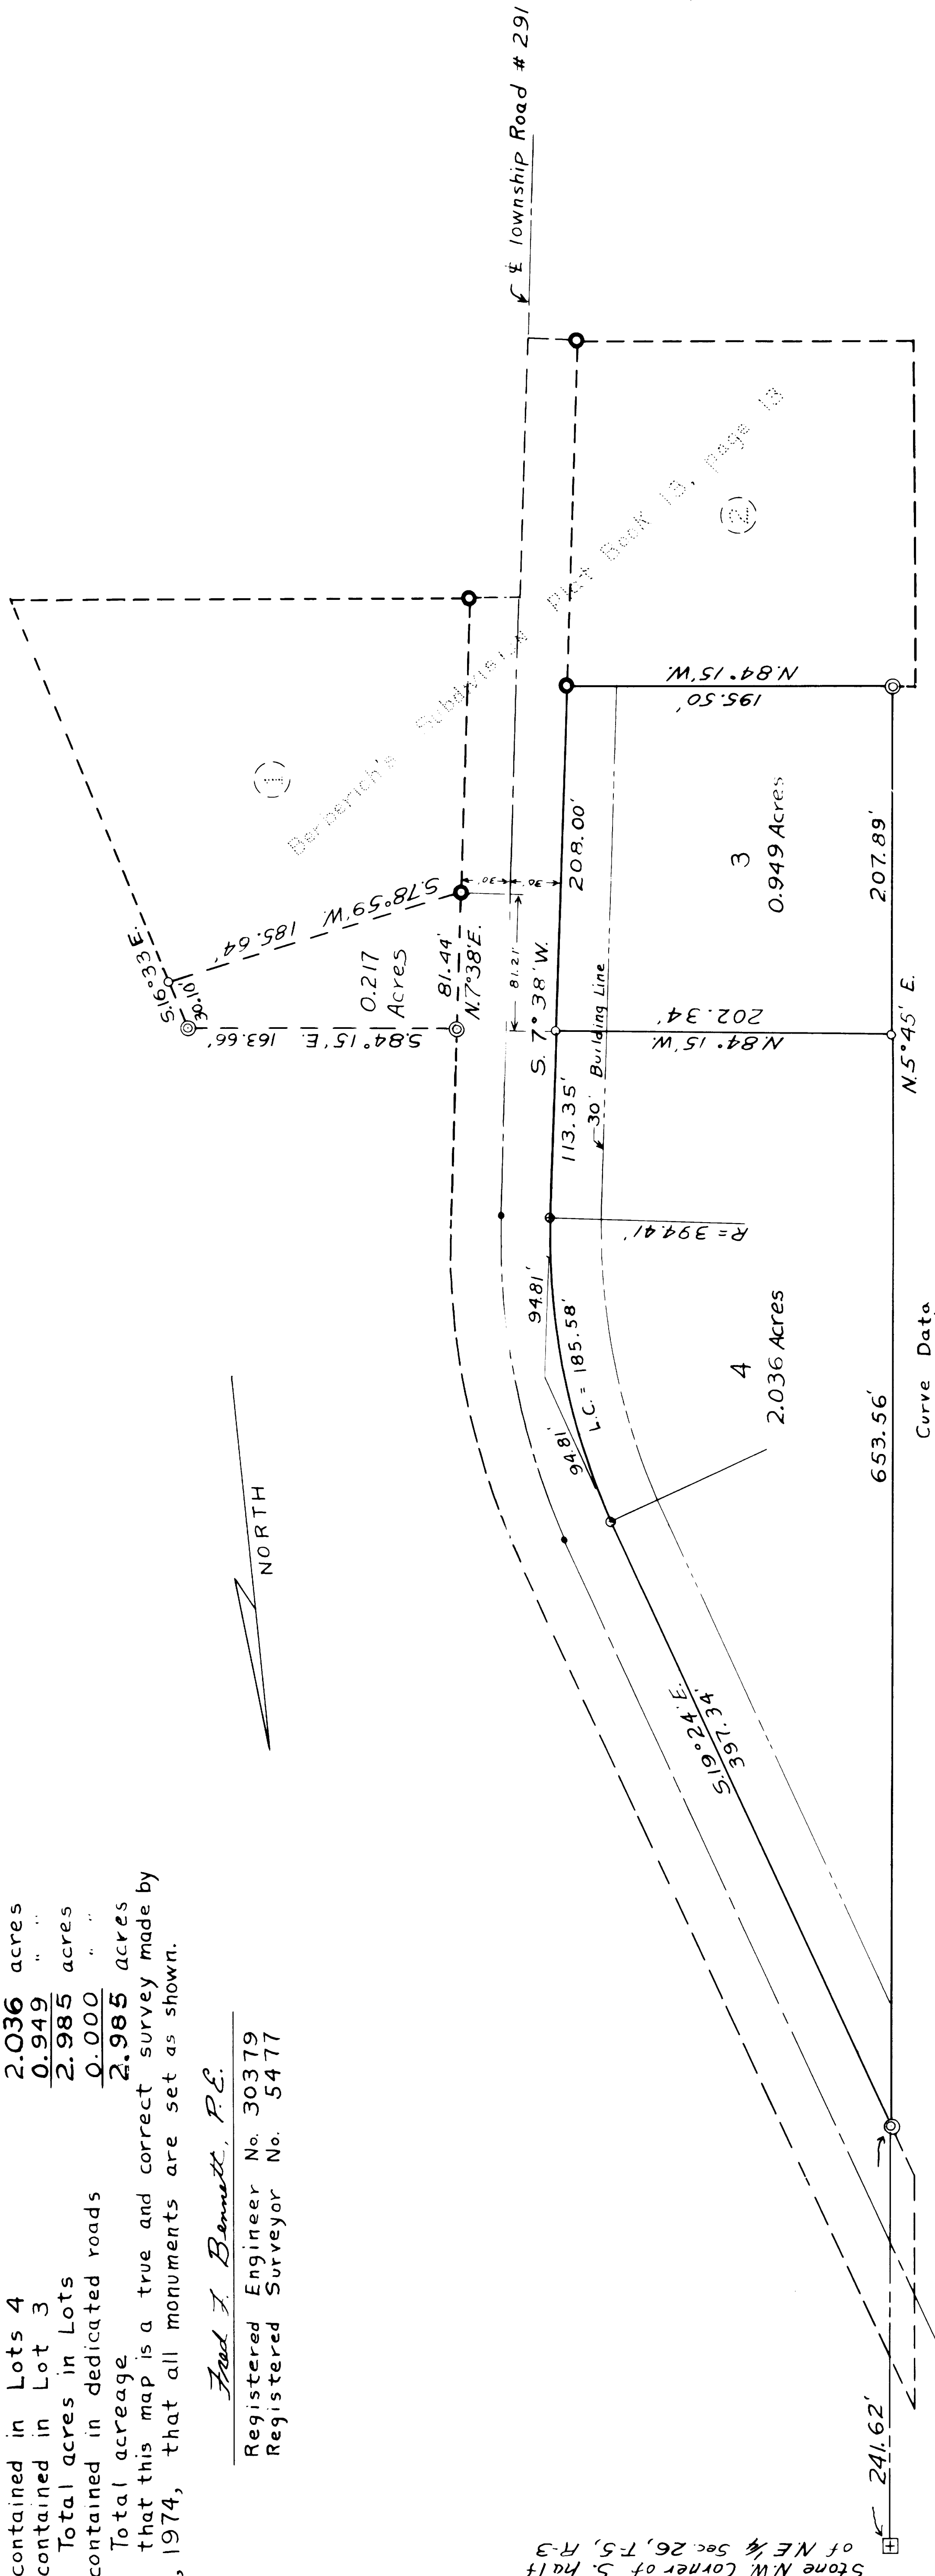 contained in Lots 4 2.036 acres
contained in Lot 3 0.949 " "
Total acres in Lots 2.985 acres
contained in dedicated roads 0.000 " "
Total acreage 2.985 acres
that this map is a true and correct survey made by
, 1974, that all monuments are set as shown.
Fred F. Bennett, P.E.
Registered Engineer No. 30379
Registered Surveyor No. 5477
NORTH
S.16°33'E.
30.10'
S.78°59'W.
185.64'
S.84°15'E. 163.66'
0.217
Acres
81.44'
N.7°38'E.
1
Berberich's Subdivision Plat Book 13, page 13
2
℄ Township Road # 291
30'
30'
81.21'
S. 7° 38' W.
208.00'
113.35'
30' Building Line
N.84°15'W.
195.50'
3
0.949 Acres
207.89'
202.34'
N.84°15'W.
N.5°45' E.
R = 394.41'
94.81'
94.81'
L.C. = 185.58'
4
2.036 Acres
653.56'
S.19°24'E.
397.34'
Curve Data
241.62'
Stone N.W. Corner of S. half
of N.E. ¼ Sec. 26, T-5, R-3